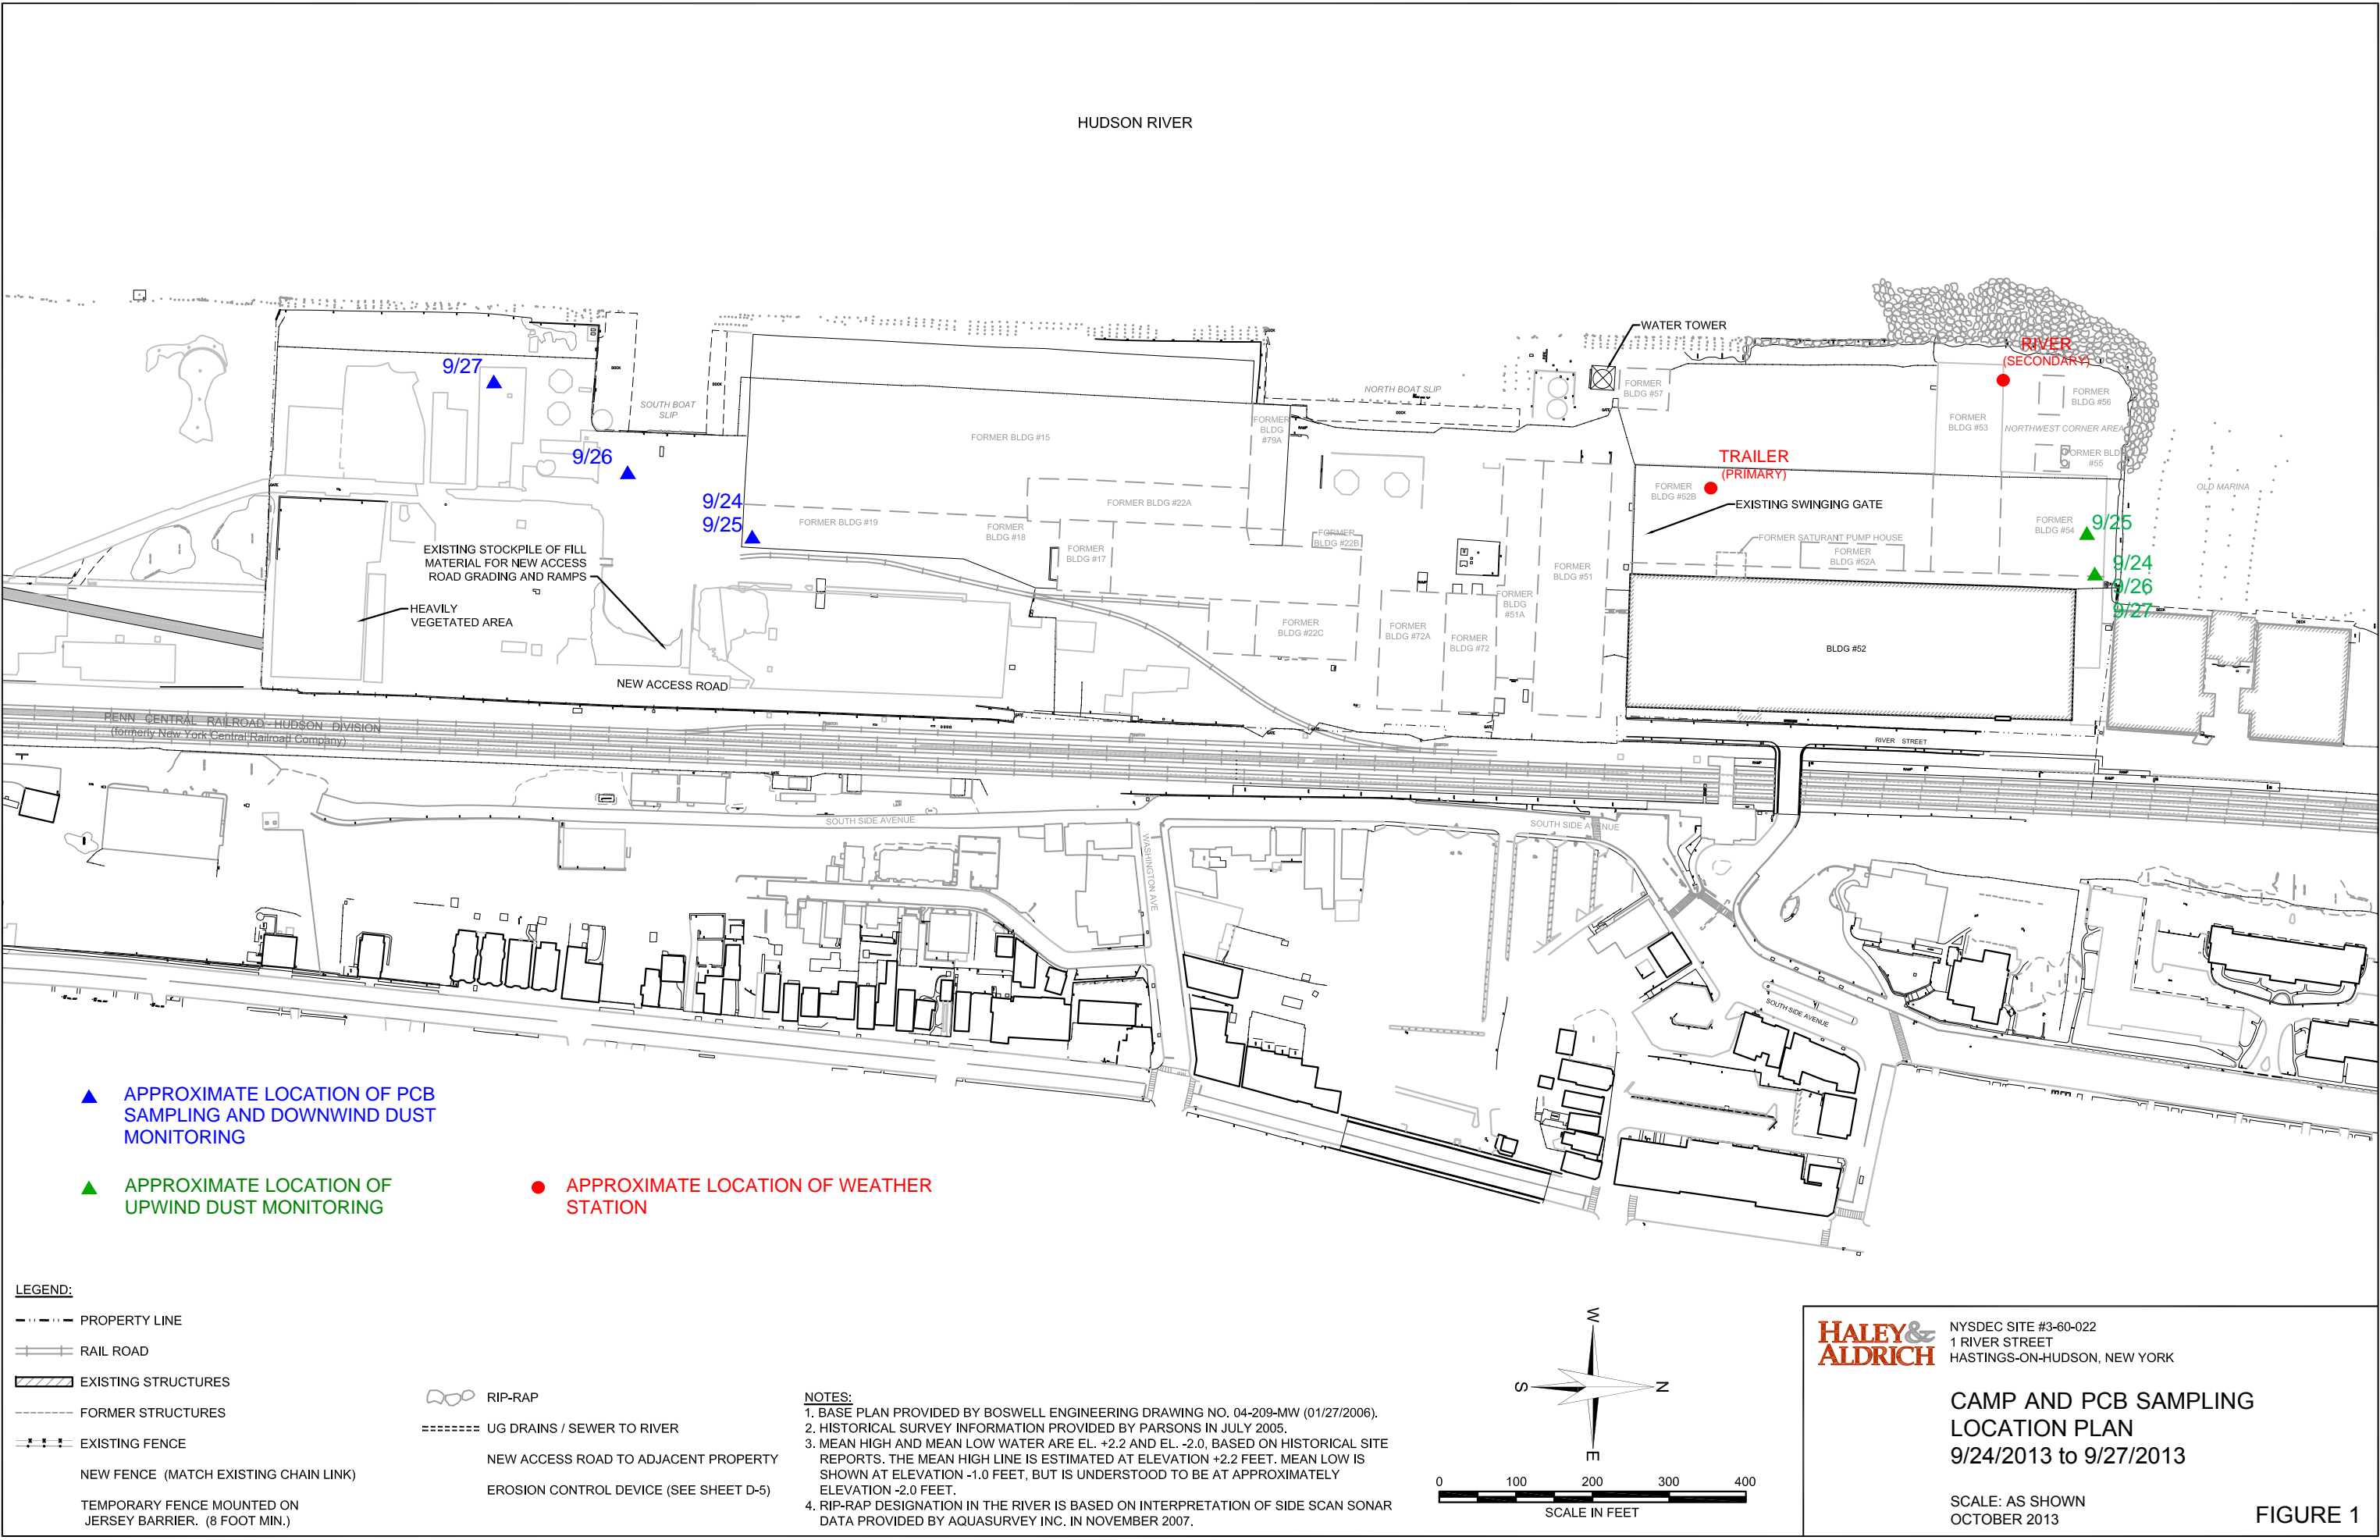 HUDSON RIVER
WATER TOWER
RIVER
(SECONDARY)
9/27
SOUTH BOAT
SLIP
NORTH BOAT SLIP
FORMER
BLDG #57
FORMER
BLDG #56
FORMER
BLDG #53
NORTHWEST CORNER AREA
FORMER BLD
#55
FORMER
BLDG
#79A
FORMER BLDG #15
9/26
TRAILER
(PRIMARY)
FORMER
BLDG #52B
EXISTING SWINGING GATE
OLD MARINA
9/24
9/25
FORMER BLDG #22A
FORMER BLDG #19
FORMER
BLDG #18
FORMER
BLDG #17
FORMER
BLDG #22B
FORMER
BLDG #51
FORMER
BLDG #54
9/25
FORMER SATURANT PUMP HOUSE
FORMER
BLDG #52A
9/24
9/26
9/27
EXISTING STOCKPILE OF FILL
MATERIAL FOR NEW ACCESS
ROAD GRADING AND RAMPS
HEAVILY
VEGETATED AREA
FORMER
BLDG
#51A
FORMER
BLDG #22C
FORMER
BLDG #72A
FORMER
BLDG #72
BLDG #52
NEW ACCESS ROAD
PENN CENTRAL RAILROAD - HUDSON DIVISION
(formerly New York Central Railroad Company)
RIVER STREET
SOUTH SIDE AVENUE
SOUTH SIDE AVENUE
WASHINGTON AVE
SOUTH SIDE AVENUE
APPROXIMATE LOCATION OF PCB
SAMPLING AND DOWNWIND DUST
MONITORING
APPROXIMATE LOCATION OF
UPWIND DUST MONITORING
APPROXIMATE LOCATION OF WEATHER
STATION
LEGEND:
PROPERTY LINE
RAIL ROAD
EXISTING STRUCTURES
FORMER STRUCTURES
EXISTING FENCE
NEW FENCE (MATCH EXISTING CHAIN LINK)
TEMPORARY FENCE MOUNTED ON
JERSEY BARRIER. (8 FOOT MIN.)
RIP-RAP
UG DRAINS / SEWER TO RIVER
NEW ACCESS ROAD TO ADJACENT PROPERTY
EROSION CONTROL DEVICE (SEE SHEET D-5)
NOTES:
1. BASE PLAN PROVIDED BY BOSWELL ENGINEERING DRAWING NO. 04-209-MW (01/27/2006).
2. HISTORICAL SURVEY INFORMATION PROVIDED BY PARSONS IN JULY 2005.
3. MEAN HIGH AND MEAN LOW WATER ARE EL. +2.2 AND EL. -2.0, BASED ON HISTORICAL SITE
REPORTS. THE MEAN HIGH LINE IS ESTIMATED AT ELEVATION +2.2 FEET. MEAN LOW IS
SHOWN AT ELEVATION -1.0 FEET, BUT IS UNDERSTOOD TO BE AT APPROXIMATELY
ELEVATION -2.0 FEET.
4. RIP-RAP DESIGNATION IN THE RIVER IS BASED ON INTERPRETATION OF SIDE SCAN SONAR
DATA PROVIDED BY AQUASURVEY INC. IN NOVEMBER 2007.
W
S
N
E
0 100 200 300 400
SCALE IN FEET
HALEY &
ALDRICH
NYSDEC SITE #3-60-022
1 RIVER STREET
HASTINGS-ON-HUDSON, NEW YORK
CAMP AND PCB SAMPLING
LOCATION PLAN
9/24/2013 to 9/27/2013
SCALE: AS SHOWN
OCTOBER 2013
FIGURE 1